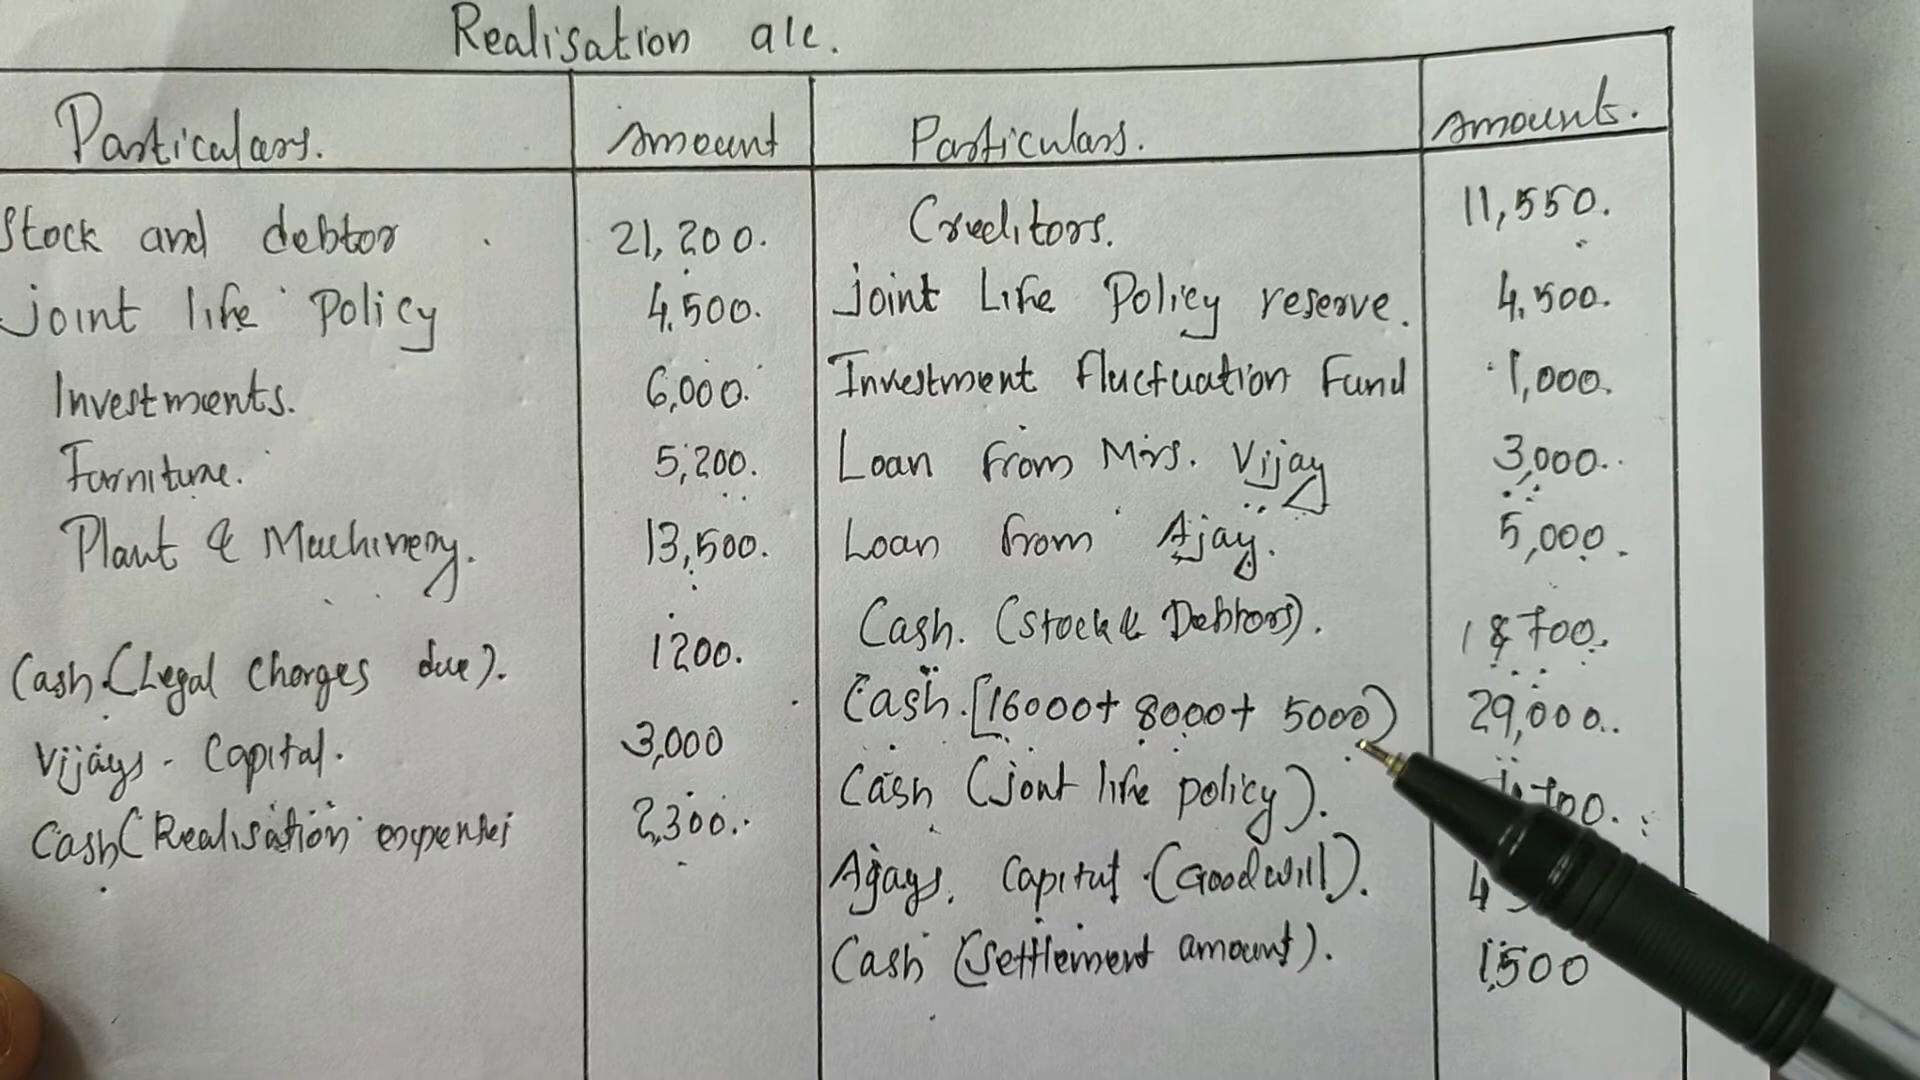 Realisation a/c.
Particulars. Amount Particulars. Amounts.
Stock and debtor 21,200. Creditors. 11,550.
Joint life Policy 4,500. Joint Life Policy reserve. 4,500.
Investments. 6,000. Investment Fluctuation Fund 1,000.
Furniture. 5,200. Loan from Mrs. Vijay 3,000.
Plant & Machinery. 13,500. Loan from Ajay. 5,000.
Cash. (Stock & Debtors). 18700.
Cash (Legal Charges due). 1200.
Cash. [16000+ 8000+ 5000) 29,000.
Vijays - Capital. 3,000
Cash (Jont life policy).
Cash (Realisation expenses 2,300.
Ajays. Capital (Goodwill).
Cash (Settlement amount). 1,500